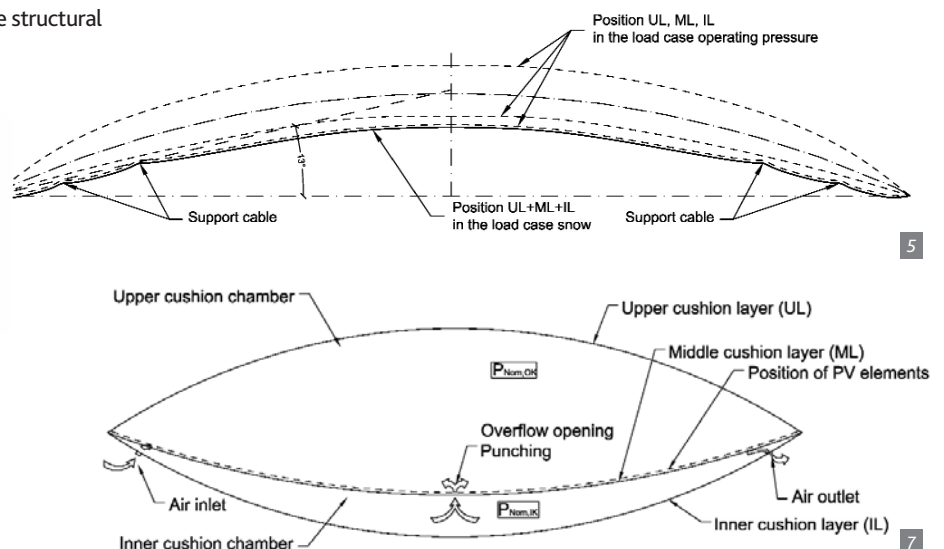 e structural
Position UL, ML, IL
in the load case operating pressure
13°
Support cable
Position UL+ML+IL
in the load case snow
Support cable
5
Upper cushion chamber
Upper cushion layer (UL)
Middle cushion layer (ML)
Position of PV elements
PNom,OK
Overflow opening
Punching
Air inlet
PNom,IK
Air outlet
Inner cushion layer (IL)
Inner cushion chamber
7